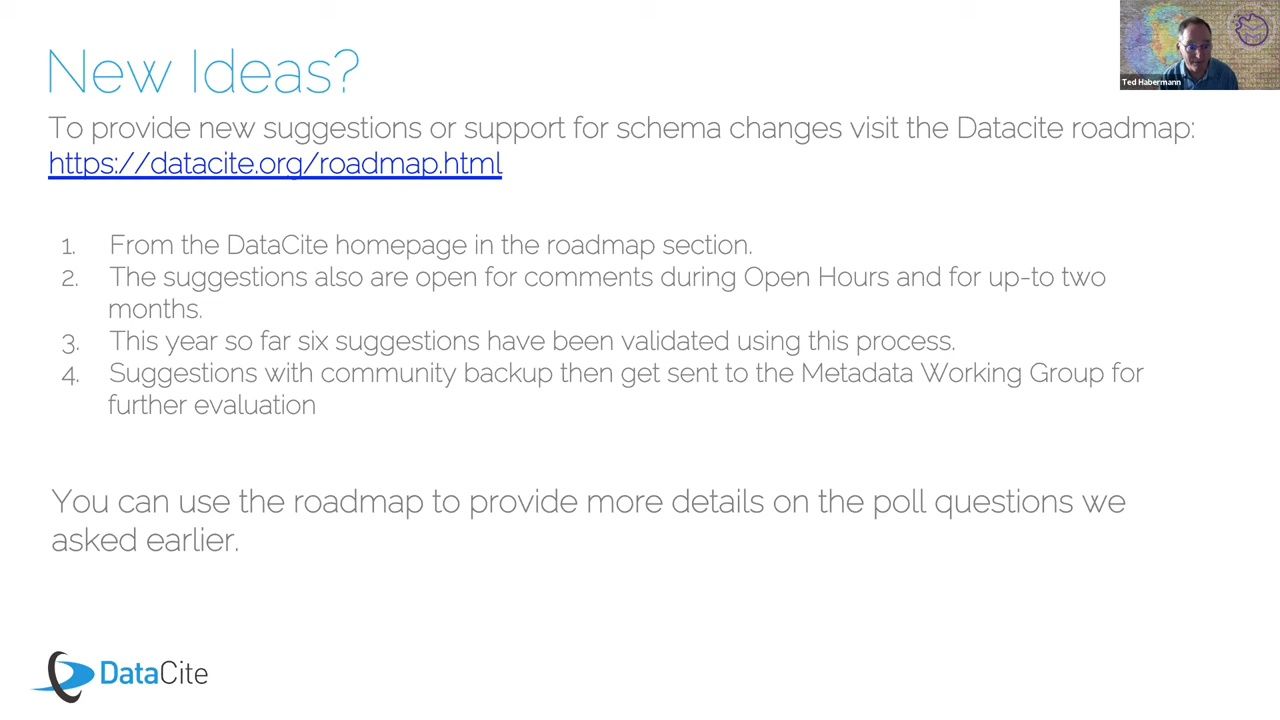 New Ideas?
Ted Habermann
To provide new suggestions or support for schema changes visit the Datacite roadmap:
https://datacite.org/roadmap.html
1. From the DataCite homepage in the roadmap section.
2. The suggestions also are open for comments during Open Hours and for up-to two
months.
3. This year so far six suggestions have been validated using this process.
4. Suggestions with community backup then get sent to the Metadata Working Group for
further evaluation
You can use the roadmap to provide more details on the poll questions we
asked earlier.
DataCite